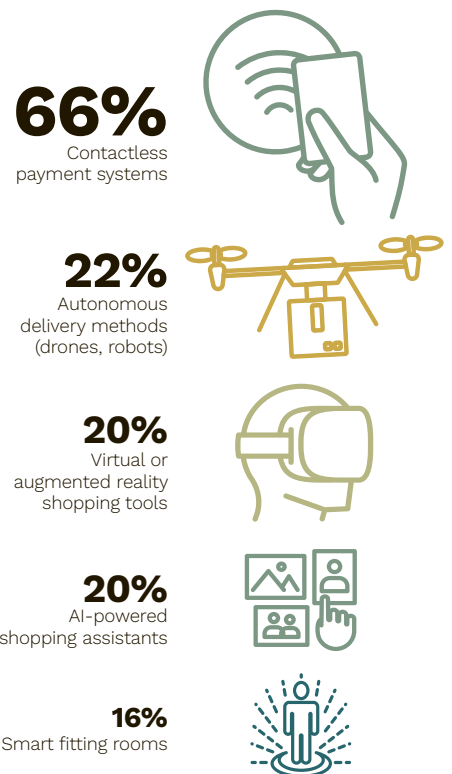 66%
Contactless
payment systems
22%
Autonomous
delivery methods
(drones, robots)
20%
Virtual or
augmented reality
shopping tools
20%
AI-powered
shopping assistants
16%
Smart fitting rooms